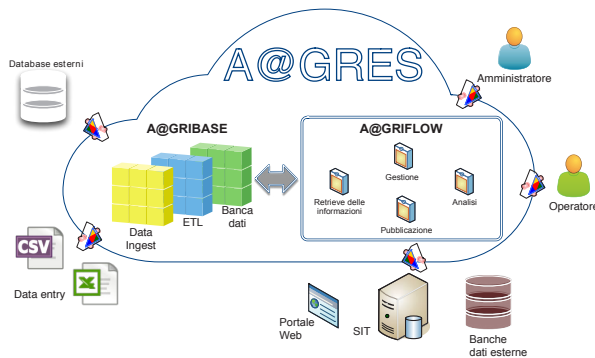 A@GRES
Database esterni
Amministratore
A@GRIBASE
A@GRIFLOW
Gestione
Retrieve delle
informazioni
Analisi
Pubblicazione
Banca
dati
ETL
Data
Ingest
Operatore
CSV
X
Data entry
Portale
Web
SIT
Banche
dati esterne